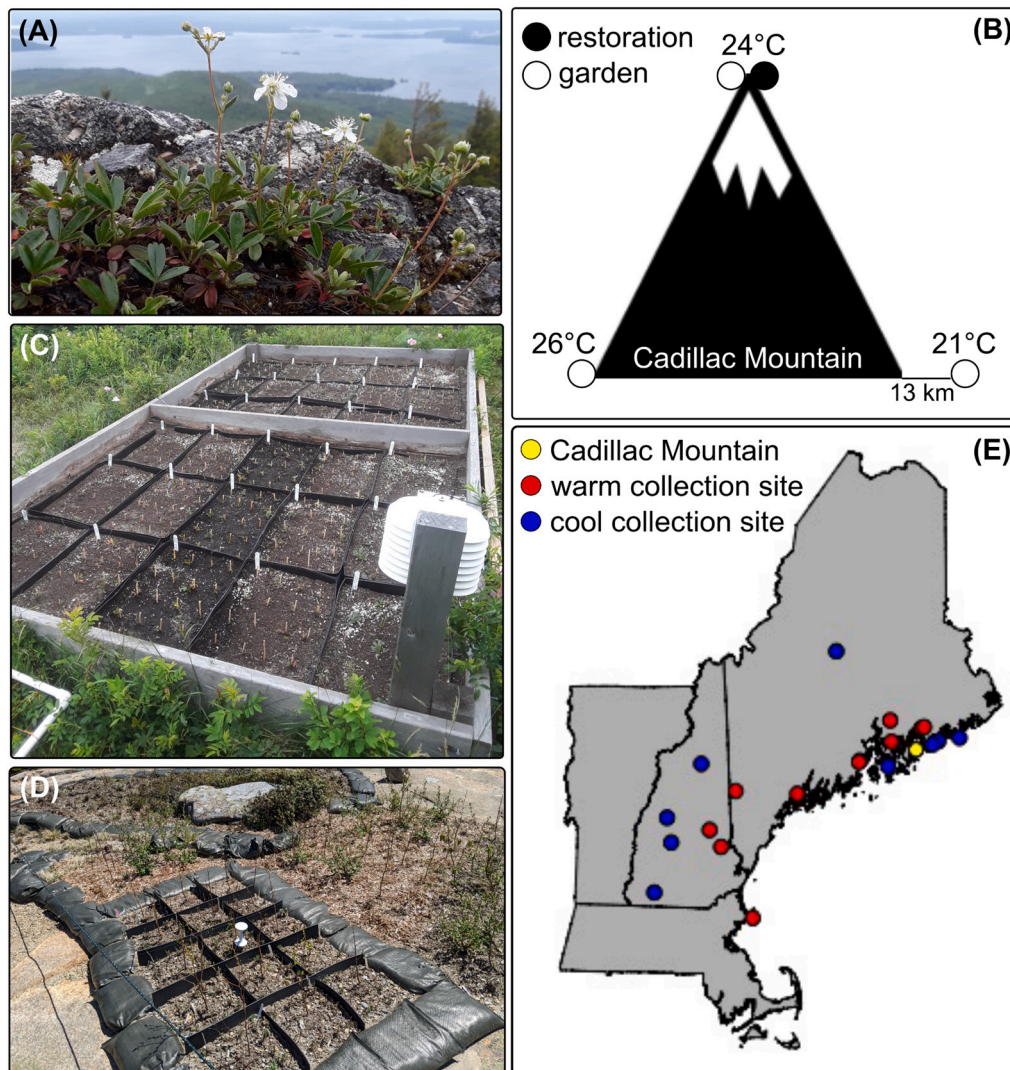 (A)
(B)
restoration
garden
24°C
26°C
Cadillac Mountain
21°C
13 km
(C)
(D)
(E)
Cadillac Mountain
warm collection site
cool collection site